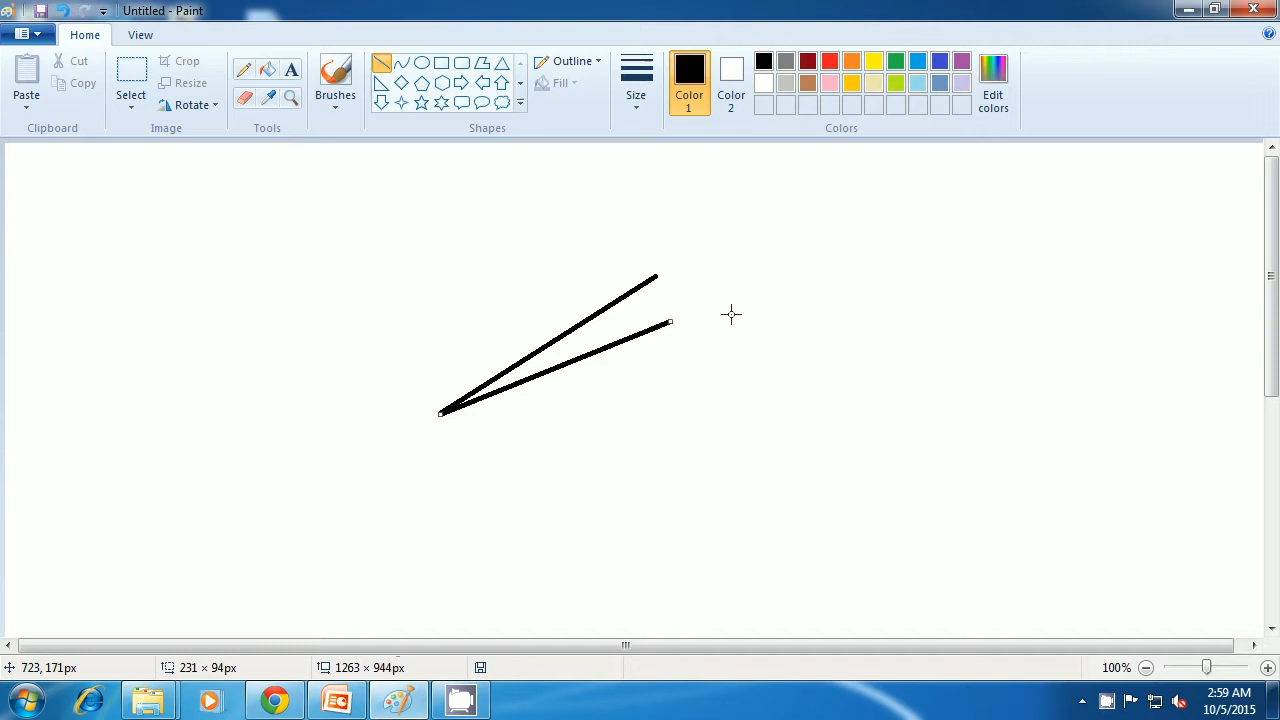 Untitled - Paint
Home
View
Paste
Cut
Copy
Clipboard
Select
Crop
Resize
Rotate
Image
A
Tools
Brushes
Shapes
Outline
Fill
Size
Color 1
Color 2
Edit colors
Colors
723, 171px
231 × 94px
1263 × 944px
100%
2:59 AM
10/5/2015